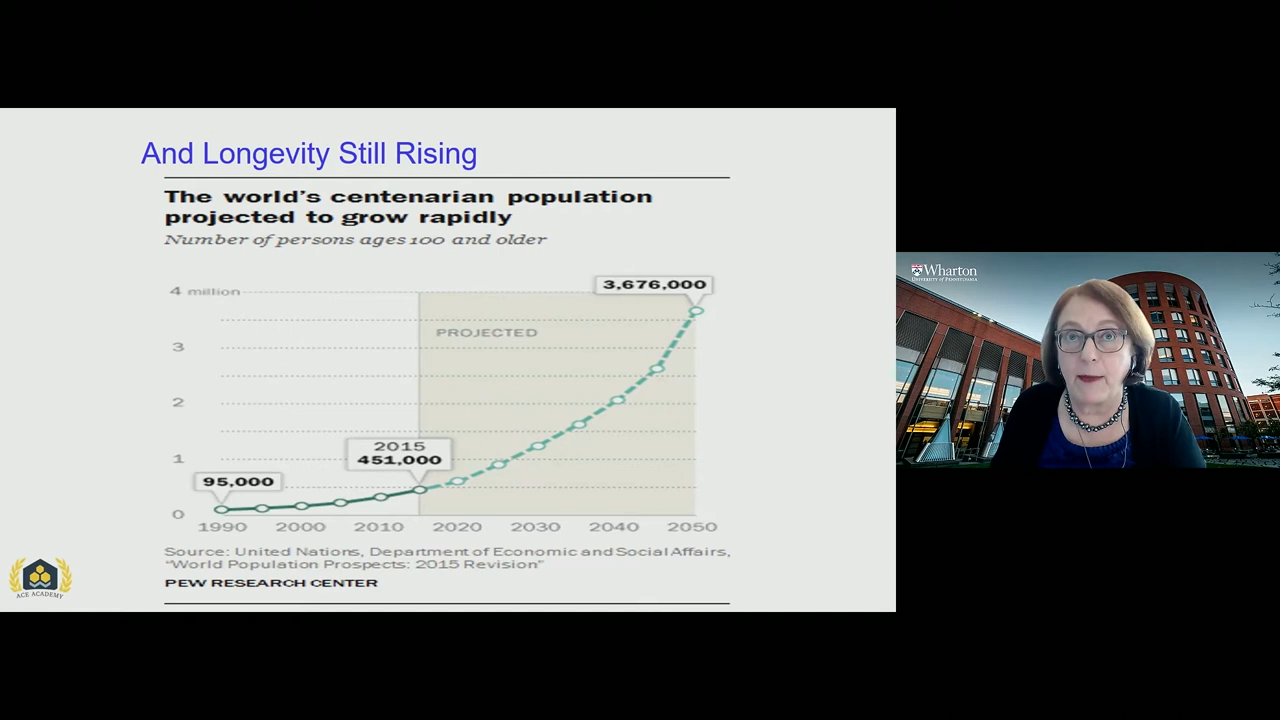 And Longevity Still Rising
The world's centenarian population
projected to grow rapidly
Number of persons ages 100 and older
4 million
3,676,000
PROJECTED
3
2
2015
451,000
1
95,000
0
1990 2000 2010 2020 2030 2040 2050
Source: United Nations, Department of Economic and Social Affairs,
"World Population Prospects: 2015 Revision"
PEW RESEARCH CENTER
ACE ACADEMY
Wharton
UNIVERSITY of PENNSYLVANIA